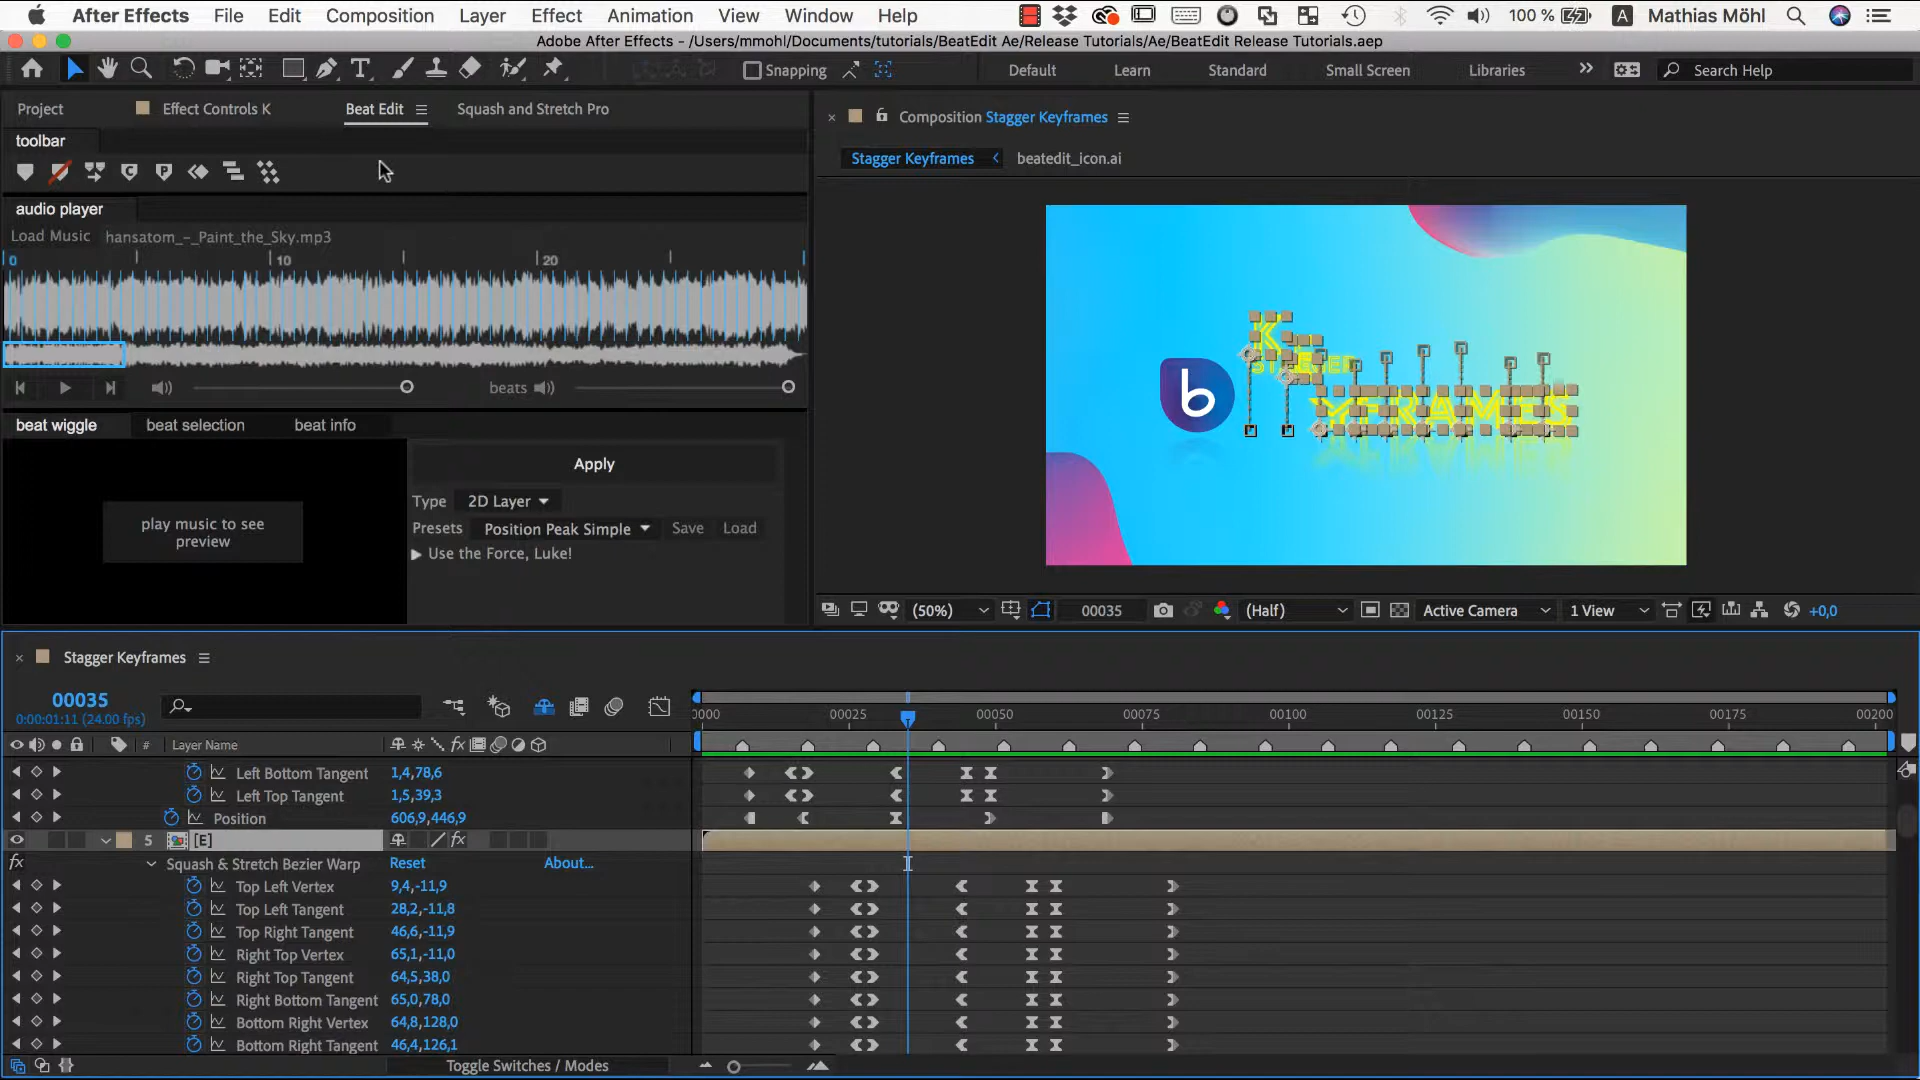 After Effects File Edit Composition Layer Effect Animation View Window Help 100 % A Mathias Möhl
Adobe After Effects - /Users/mmohl/Documents/tutorials/BeatEdit Ae/Release Tutorials/Ae/BeatEdit Release Tutorials.aep
Snapping Default Learn Standard Small Screen Libraries Search Help
Project Effect Controls K Beat Edit Squash and Stretch Pro
Composition Stagger Keyframes
toolbar
Stagger Keyframes beatedit_icon.ai
audio player
Load Music hansatom_-_Paint_the_Sky.mp3
0 10 20
beats
beat wiggle beat selection beat info
Apply
Type 2D Layer
Presets Position Peak Simple Save Load
play music to see
preview
Use the Force, Luke!
b
K
STAGGER
YFRAMES
(50%) 00035 (Half) Active Camera 1 View +0,0
Stagger Keyframes
00035
0:00:01:11 (24.00 fps)
0000 00025 00050 00075 00100 00125 00150 00175 00200
# Layer Name
Left Bottom Tangent 1,4,78,6
Left Top Tangent 1,5,39,3
Position 606,9,446,9
5 [E]
Squash & Stretch Bezier Warp Reset About...
Top Left Vertex 9,4,-11,9
Top Left Tangent 28,2,-11,8
Top Right Tangent 46,6,-11,9
Right Top Vertex 65,1,-11,0
Right Top Tangent 64,5,38,0
Right Bottom Tangent 65,0,78,0
Bottom Right Vertex 64,8,128,0
Bottom Right Tangent 46,4,126,1
Toggle Switches / Modes